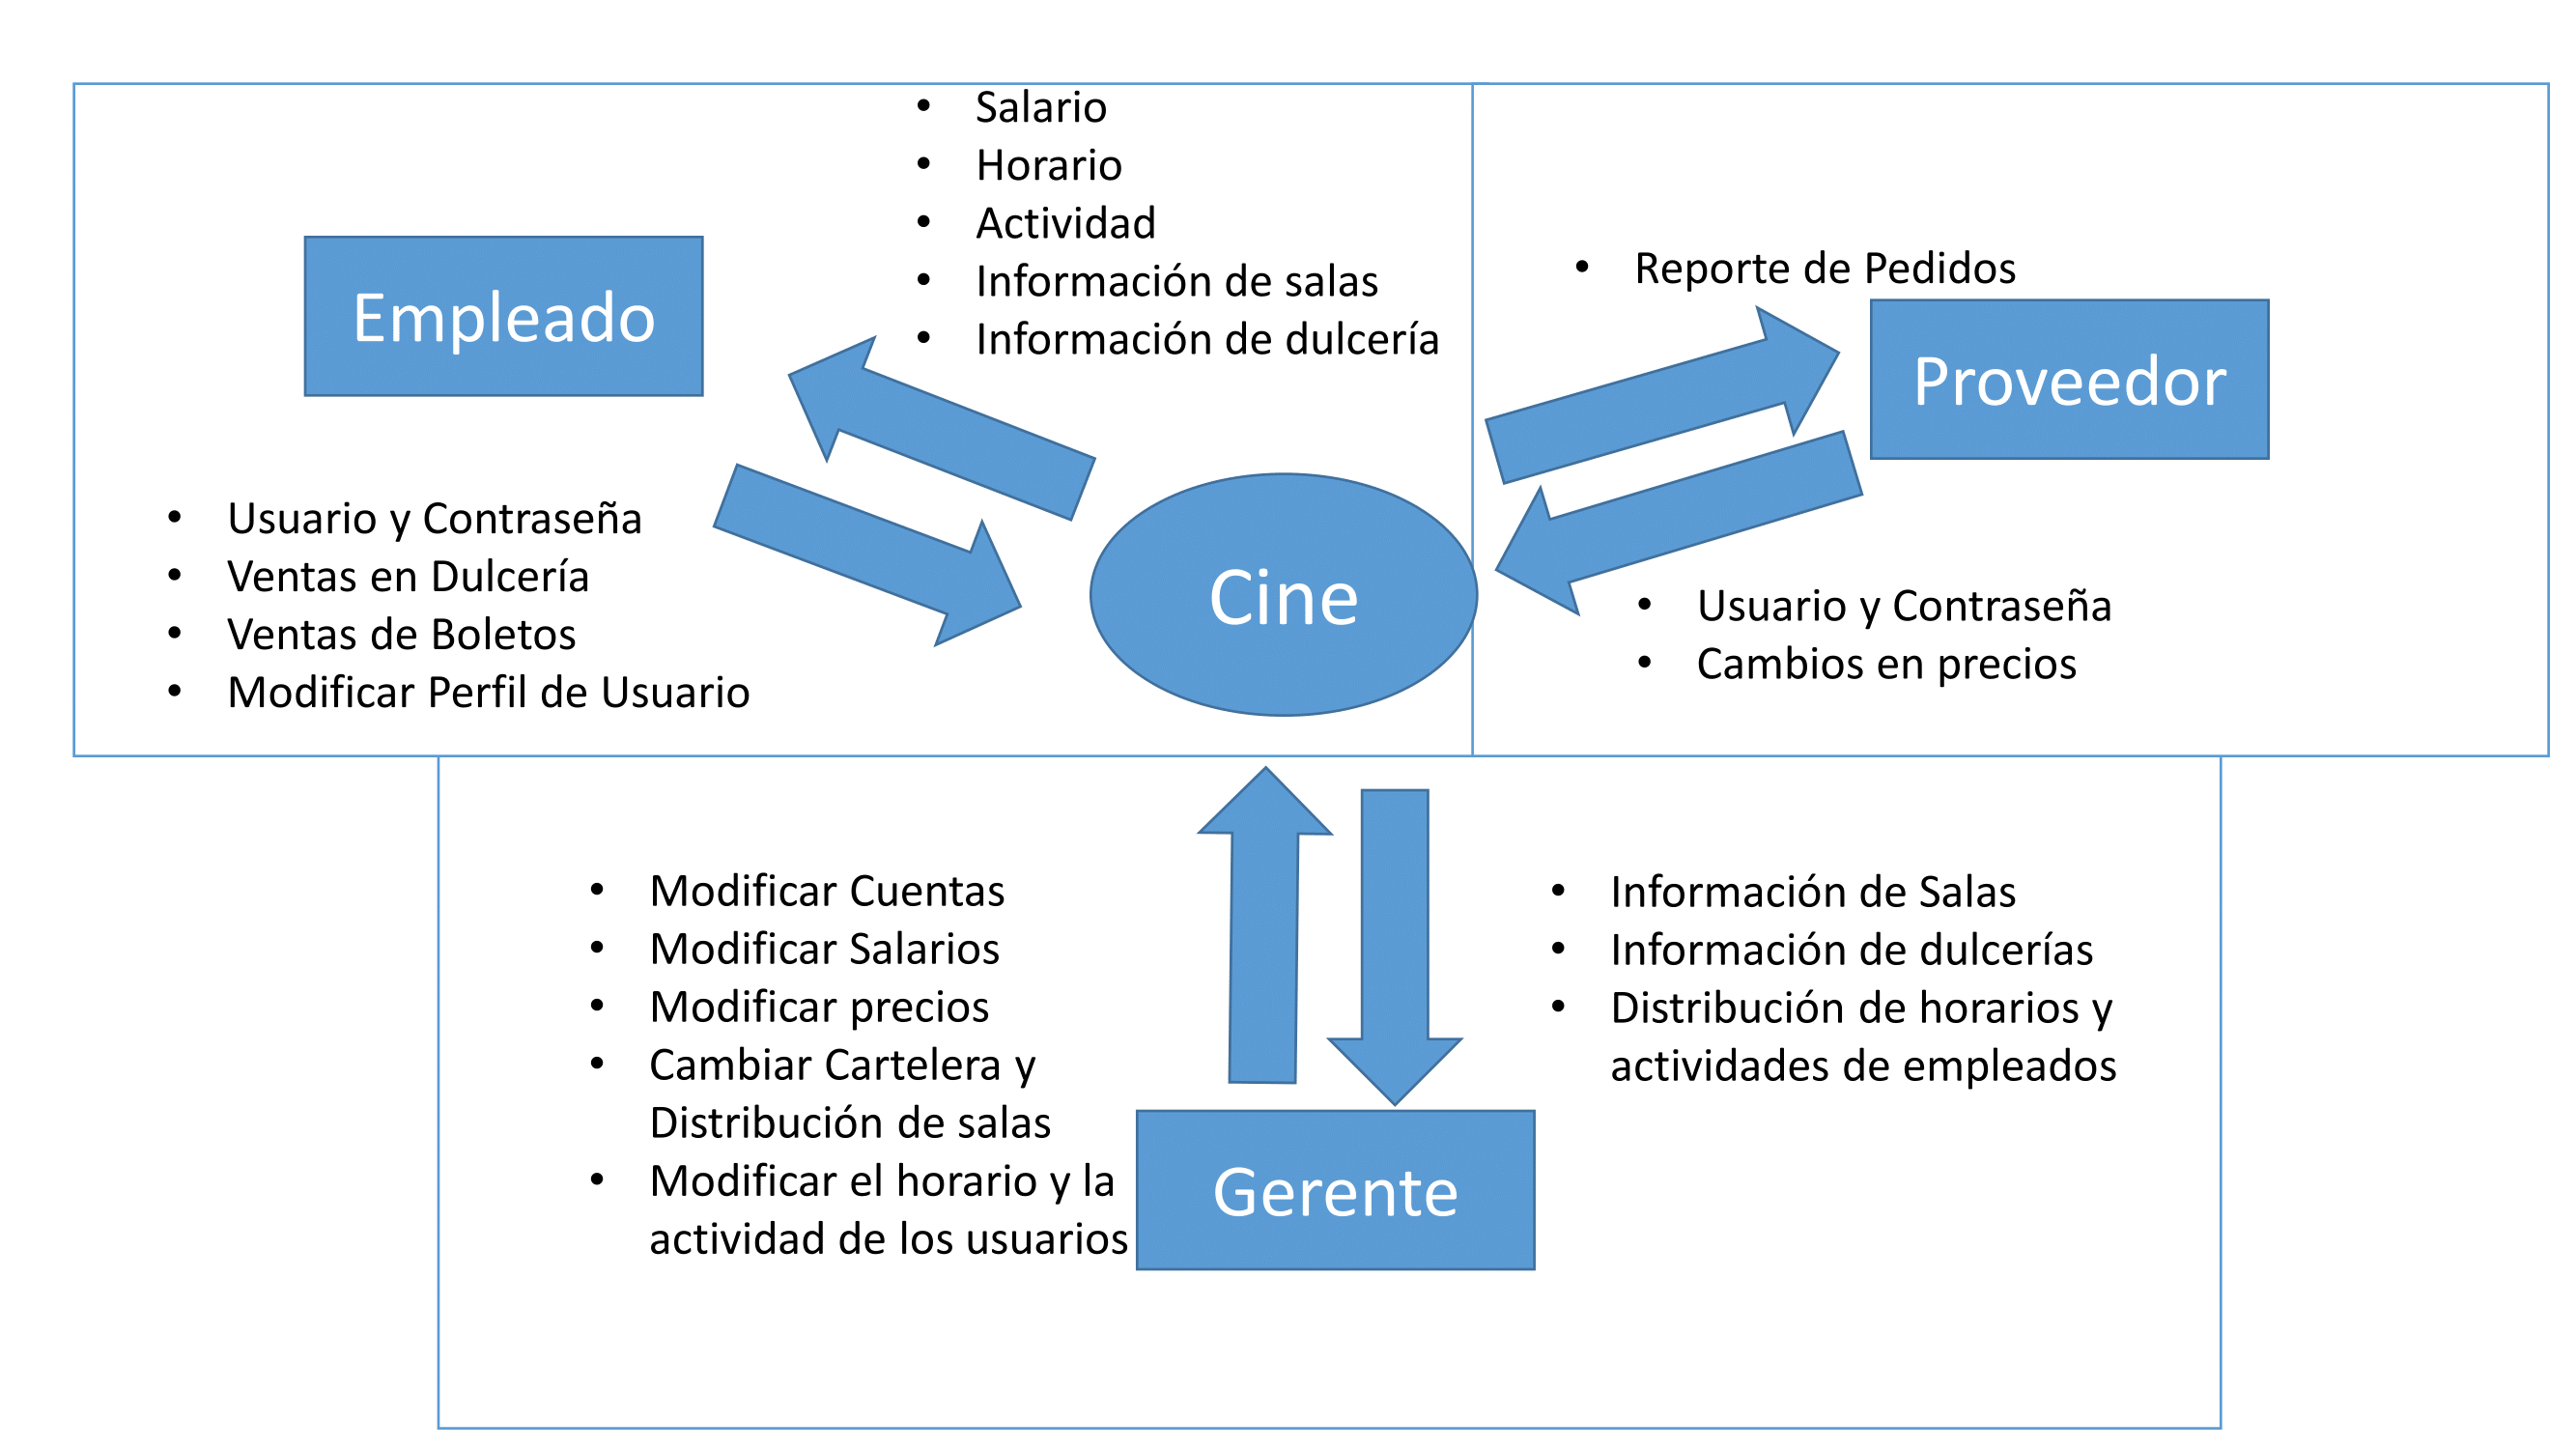 • Salario
• Horario
• Actividad
• Información de salas
• Información de dulcería
Empleado
• Usuario y Contraseña
• Ventas en Dulcería
• Ventas de Boletos
• Modificar Perfil de Usuario
Cine
• Reporte de Pedidos
Proveedor
• Usuario y Contraseña
• Cambios en precios
• Modificar Cuentas
• Modificar Salarios
• Modificar precios
• Cambiar Cartelera y
Distribución de salas
• Modificar el horario y la
actividad de los usuarios
• Información de Salas
• Información de dulcerías
• Distribución de horarios y
actividades de empleados
Gerente